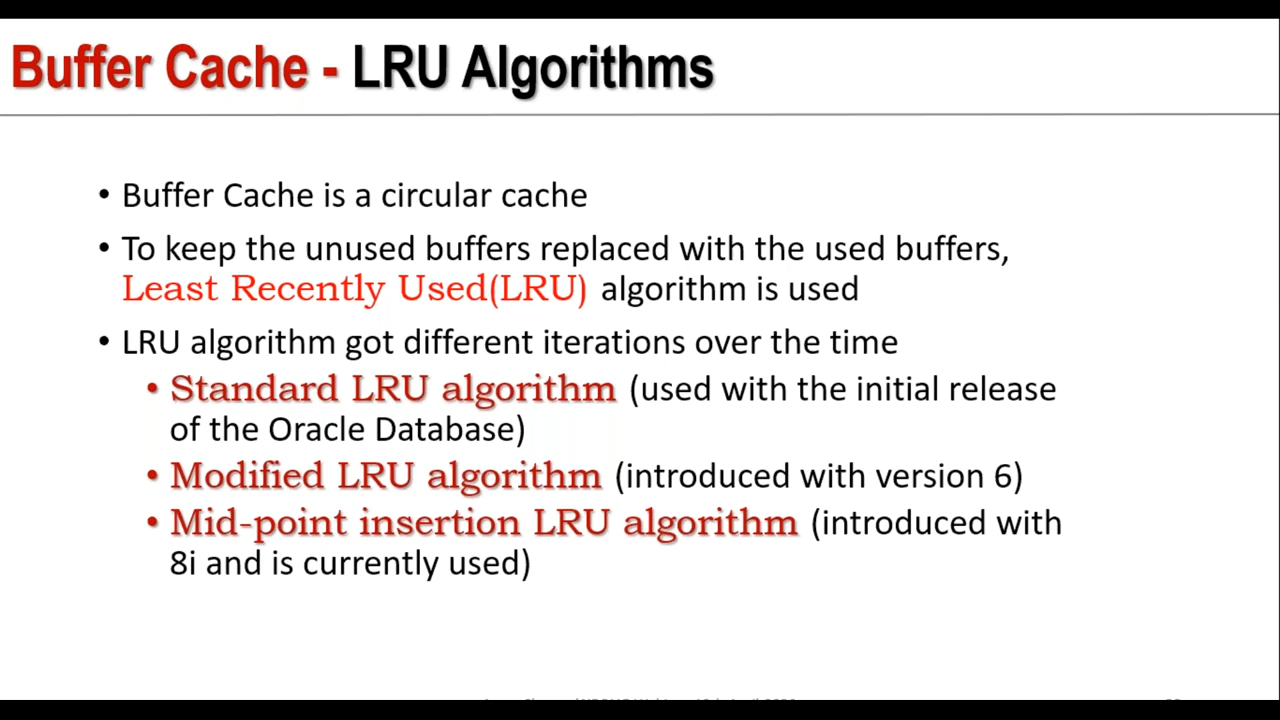 Buffer Cache - LRU Algorithms
• Buffer Cache is a circular cache
• To keep the unused buffers replaced with the used buffers,
Least Recently Used(LRU) algorithm is used
• LRU algorithm got different iterations over the time
• Standard LRU algorithm (used with the initial release
of the Oracle Database)
• Modified LRU algorithm (introduced with version 6)
• Mid-point insertion LRU algorithm (introduced with
8i and is currently used)